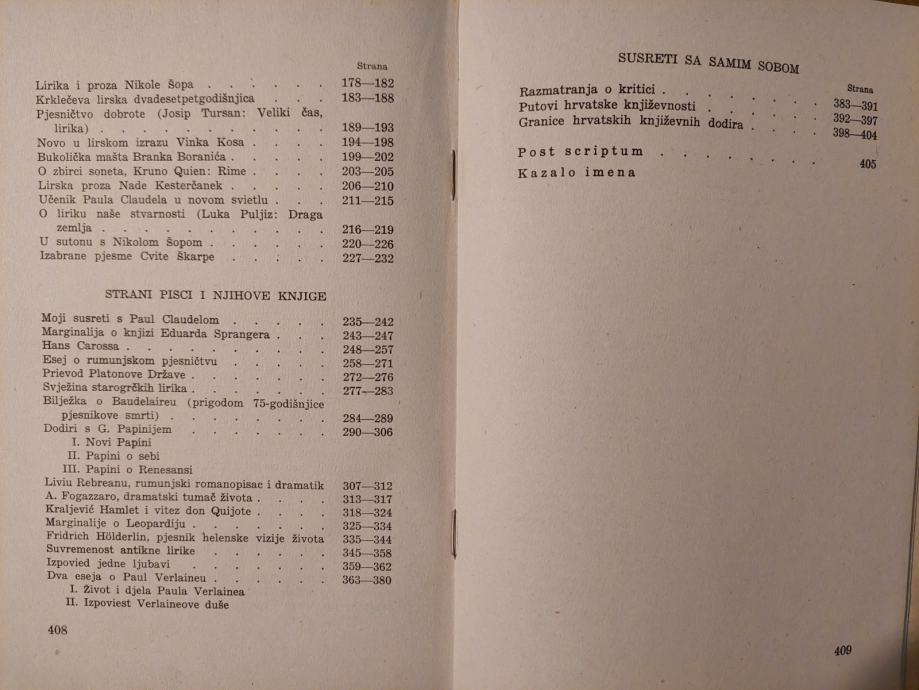 Strana
Lirika i proza Nikole Šopa . . . . . . 178—182
Krklečeva lirska dvadesetpetgodišnjica . . . 183—188
Pjesničtvo dobrote (Josip Tursan: Veliki čas,
lirika) . . . . . . . . . . 189—193
Novo u lirskom izrazu Vinka Kosa . . . . 194—198
Bukolička mašta Branka Boranića . . . . . 199—202
O zbirci soneta, Kruno Quien: Rime . . . . 203—205
Lirska proza Nade Kesterčanek . . . . . 206—210
Učenik Paula Claudela u novom svietlu . . . 211—215
O liriku naše stvarnosti (Luka Puljiz: Draga
zemlja . . . . . . . . . . 216—219
U sutonu s Nikolom Šopom . . . . . . 220—226
Izabrane pjesme Cvite Škarpe . . . . . 227—232
STRANI PISCI I NJIHOVE KNJIGE
Moji susreti s Paul Claudelom . . . . . 235—242
Marginalija o knjizi Eduarda Sprangera . . . 243—247
Hans Carossa . . . . . . . . . . 248—257
Esej o rumunjskom pjesničtvu . . . . . 258—271
Prievod Platonove Države . . . . . . . 272—276
Svježina starogrčkih lirika . . . . . . . 277—283
Bilježka o Baudelaireu (prigodom 75-godišnjice
pjesnikove smrti) . . . . . . . . 284—289
Dodiri s G. Papinijem . . . . . . . 290—306
I. Novi Papini
II. Papini o sebi
III. Papini o Renesansi
Liviu Rebreanu, rumunjski romanopisac i dramatik 307—312
A. Fogazzaro, dramatski tumač života . . . . 313—317
Kraljević Hamlet i vitez don Quijote . . . . 318—324
Marginalije o Leopardiju . . . . . . . 325—334
Fridrich Hölderlin, pjesnik helenske vizije života 335—344
Suvremenost antikne lirike . . . . . . 345—358
Izpovied jedne ljubavi . . . . . . . 359—362
Dva eseja o Paul Verlaineu . . . . . . 363—380
I. Život i djela Paula Verlainea
II. Izpoviest Verlaineove duše
408
SUSRETI SA SAMIM SOBOM
Strana
Razmatranja o kritici . . . . . . . . 383—391
Putovi hrvatske književnosti . . . . . . 392—397
Granice hrvatskih književnih dodira . . . . 398—404
Post scriptum . . . . . . . 405
Kazalo imena
409